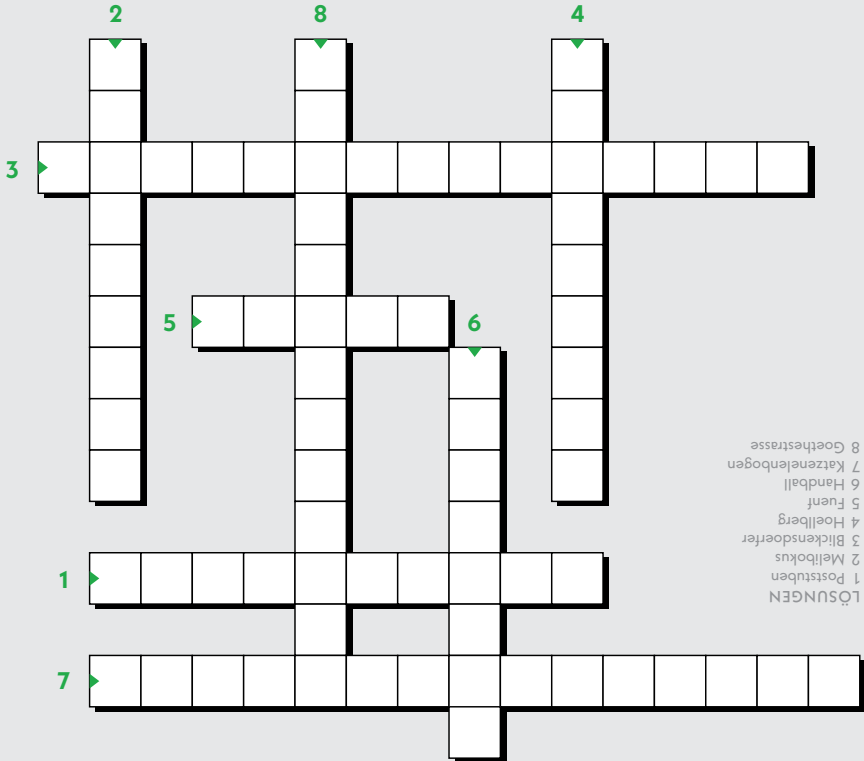 2
8
4
3
5
6
1
7
LÖSUNGEN
1 Poststuben
2 Melibokus
3 Blickensdoerfer
4 Hoellberg
5 Fuenf
6 Handball
7 Katzenelenbogen
8 Goethestrasse